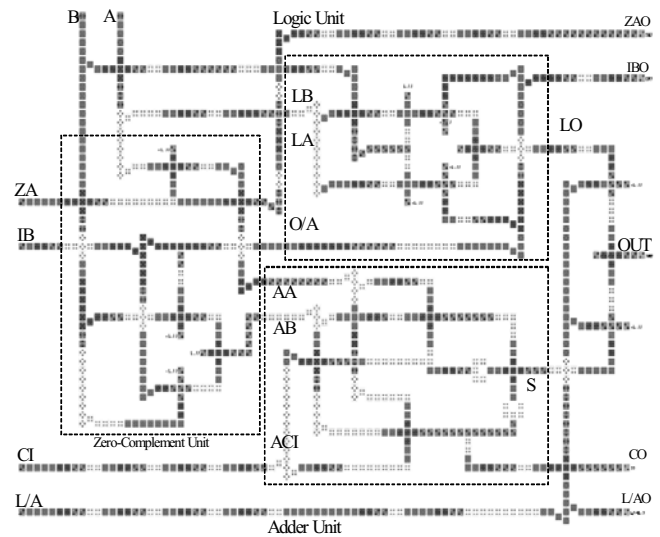 B A Logic Unit ZAO
IBO
LB LO
LA
ZA
O/A
IB OUT
AA
AB
S
Zero-Complement Unit ACI
CI CO
L/A L/AO
Adder Unit